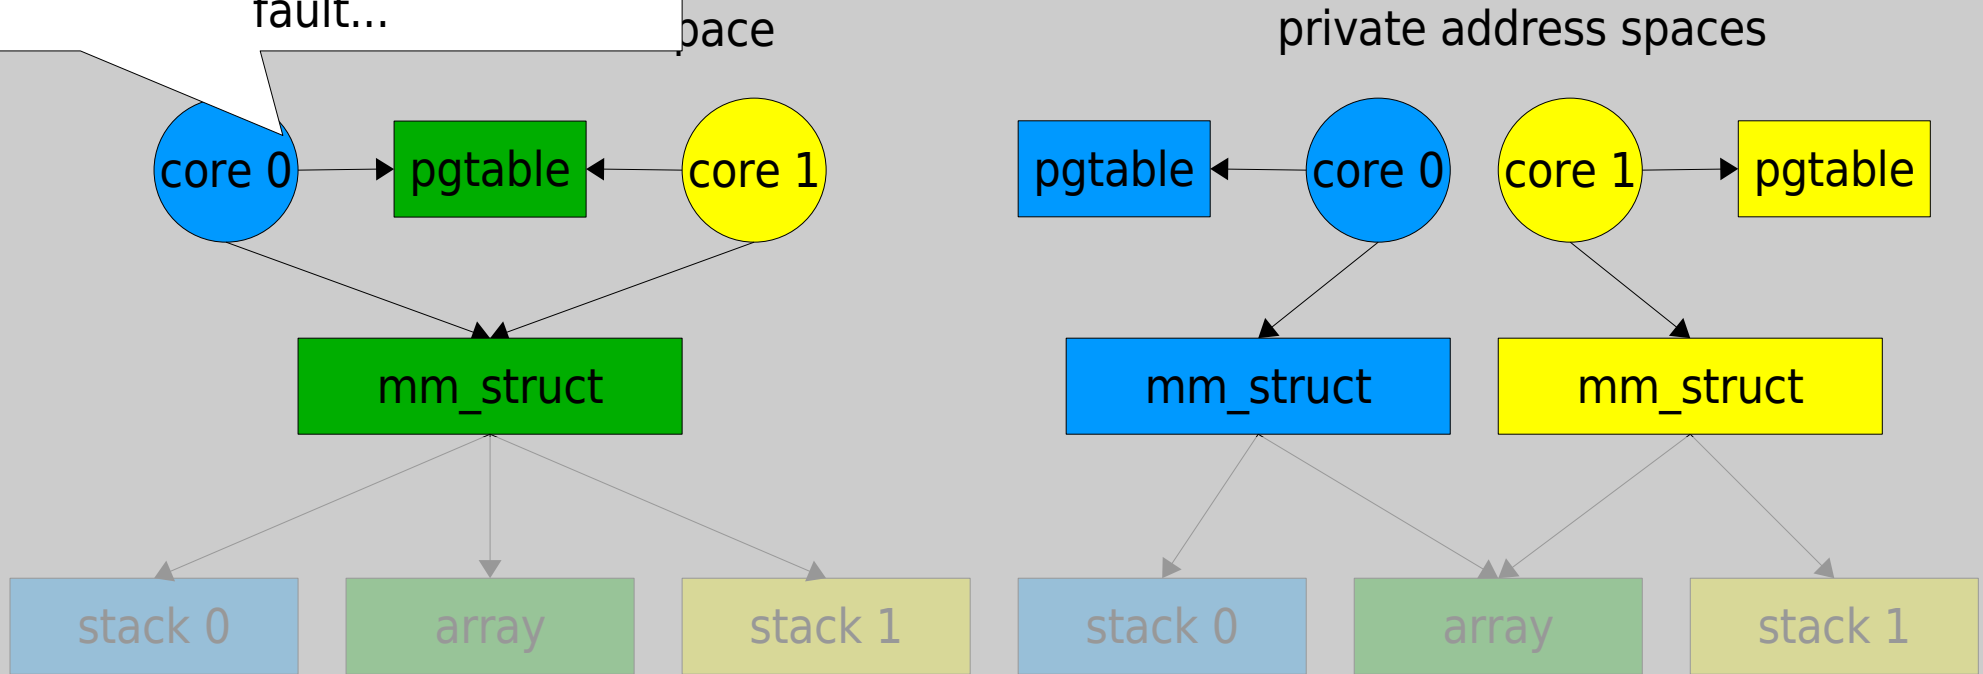 fault...
private address spaces
core 0
pgtable
core 1
pgtable
core 0
core 1
pgtable
mm_struct
mm_struct
mm_struct
stack 0
array
stack 1
stack 0
array
stack 1